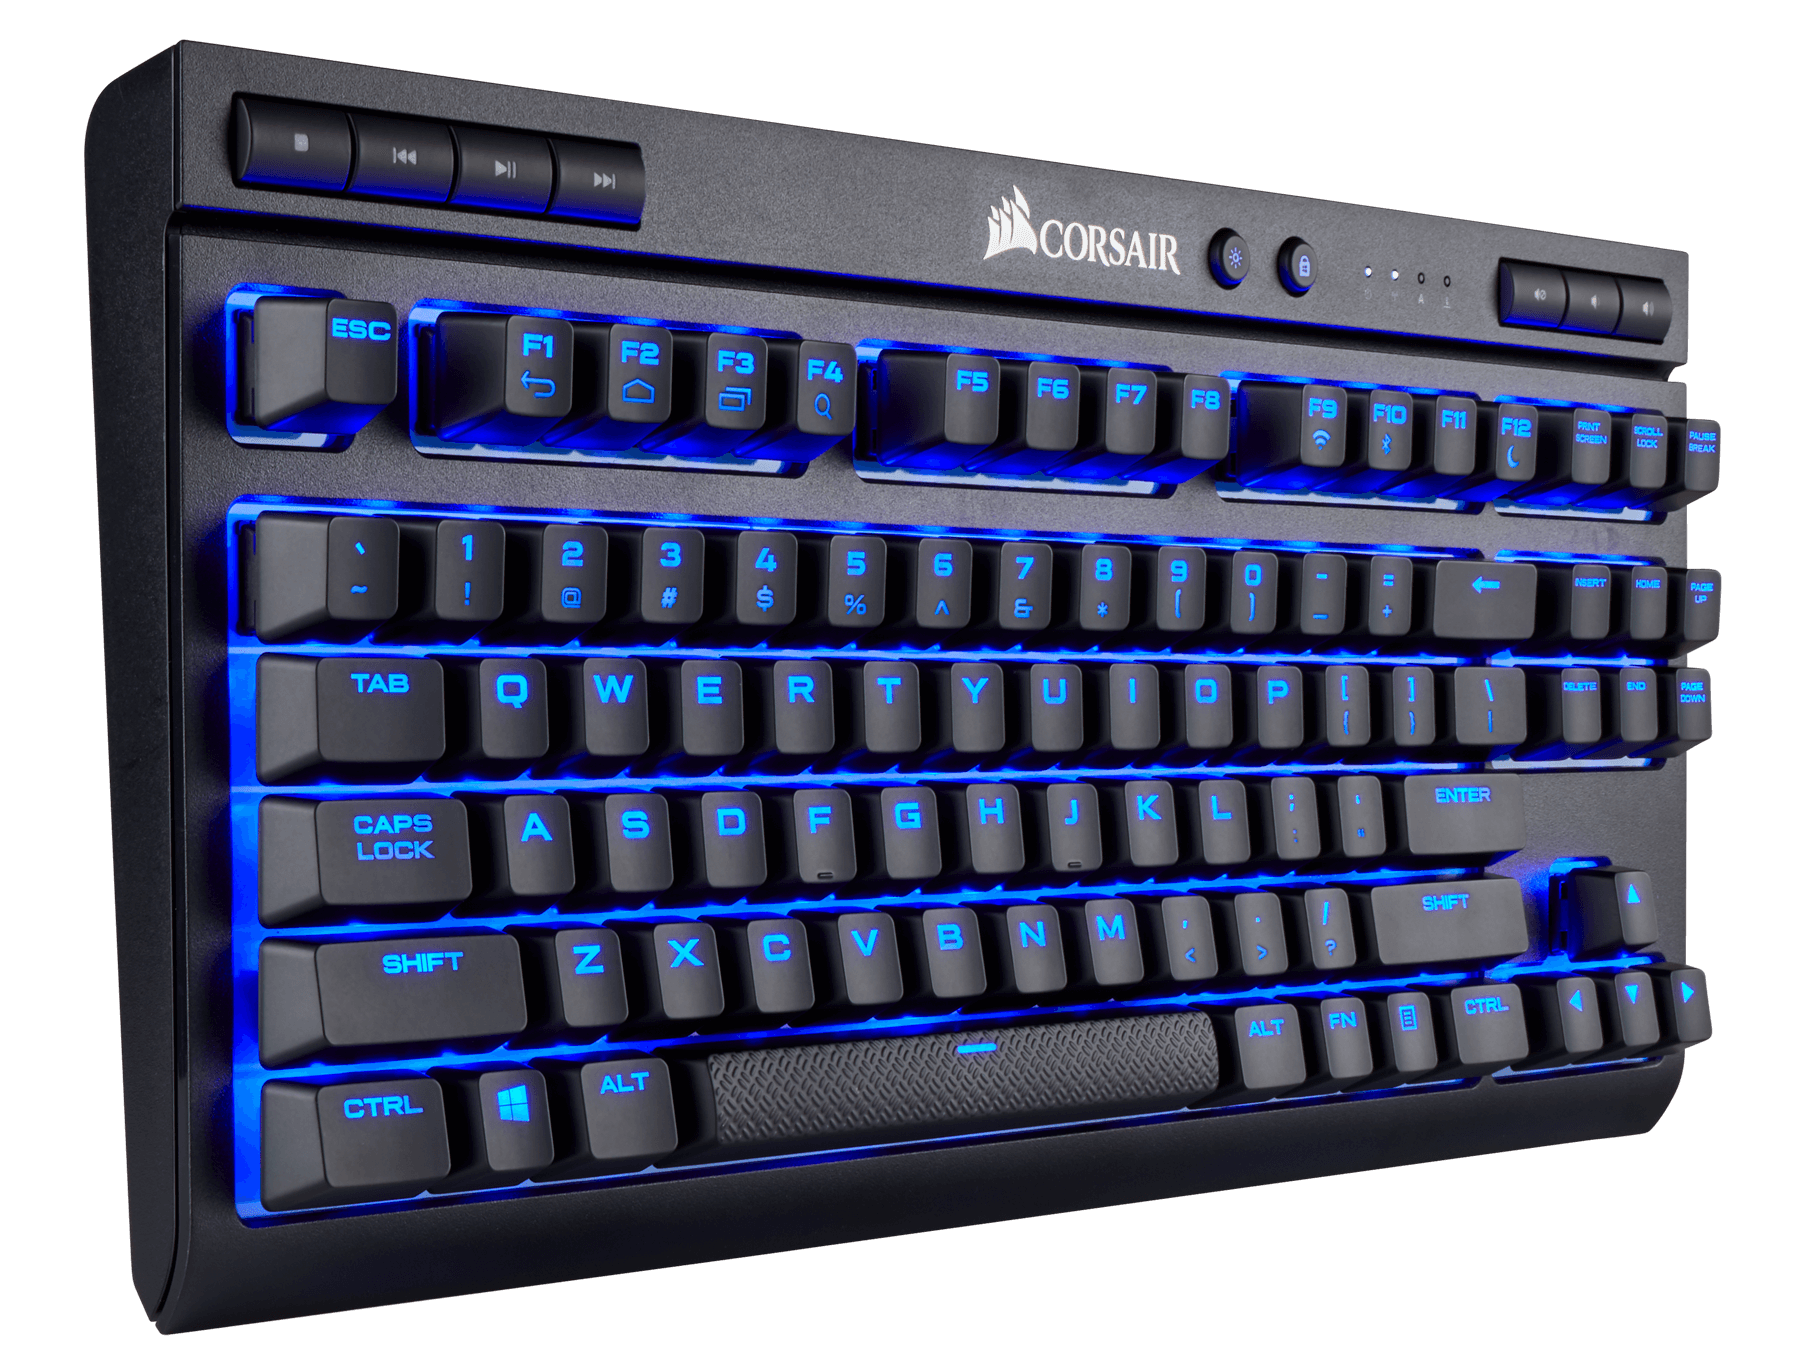 CORSAIR
A
ESC
F1 F2 F3 F4 F5 F6 F7 F8 F9 F10 F11 F12
PRNT
SCREEN
SCROLL
LOCK
PAUSE
BREAK
` 1 2 3 4 5 6 7 8 9 0 - = ←
~ ! @ # $ % ^ & * ( ) _ +
INSERT HOME PAGE
UP
TAB Q W E R T Y U I O P [ ] \
{ } |
DELETE END PAGE
DOWN
CAPS
LOCK
A S D F G H J K L ; ' ENTER
: "
SHIFT Z X C V B N M , . / SHIFT
< > ?
CTRL ALT ALT FN CTRL